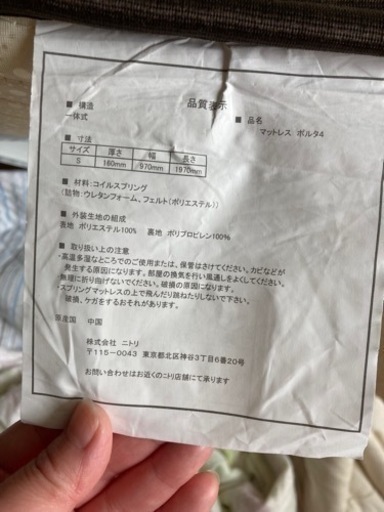 品質表示
■ 構造
一体式
■ 品名
マットレス ボルタ4
■ 寸法
サイズ 厚さ 幅 長さ
S 160mm 970mm 1970mm
■ 材料:コイルスプリング
(詰物:ウレタンフォーム、フェルト(ポリエステル))
■ 外装生地の組成
表地 ポリエステル100% 裏地 ポリプロピレン100%
■ 取り扱い上の注意
・高温多湿なところでのご使用または、保管はさけてください。カビなどが
発生する原因になります。部屋の換気を行い風通しをよくしてください。
・無理に折り曲げないでください。破損の原因になります。
・スプリングマットレスの上で飛んだり跳ねたりしないで下さい。
破損、ケガをするおそれがあります。
原産国 中国
株式会社 ニトリ
〒115-0043 東京都北区神谷3丁目6番20号
お問い合わせはお近くのニトリ店舗にて承ります